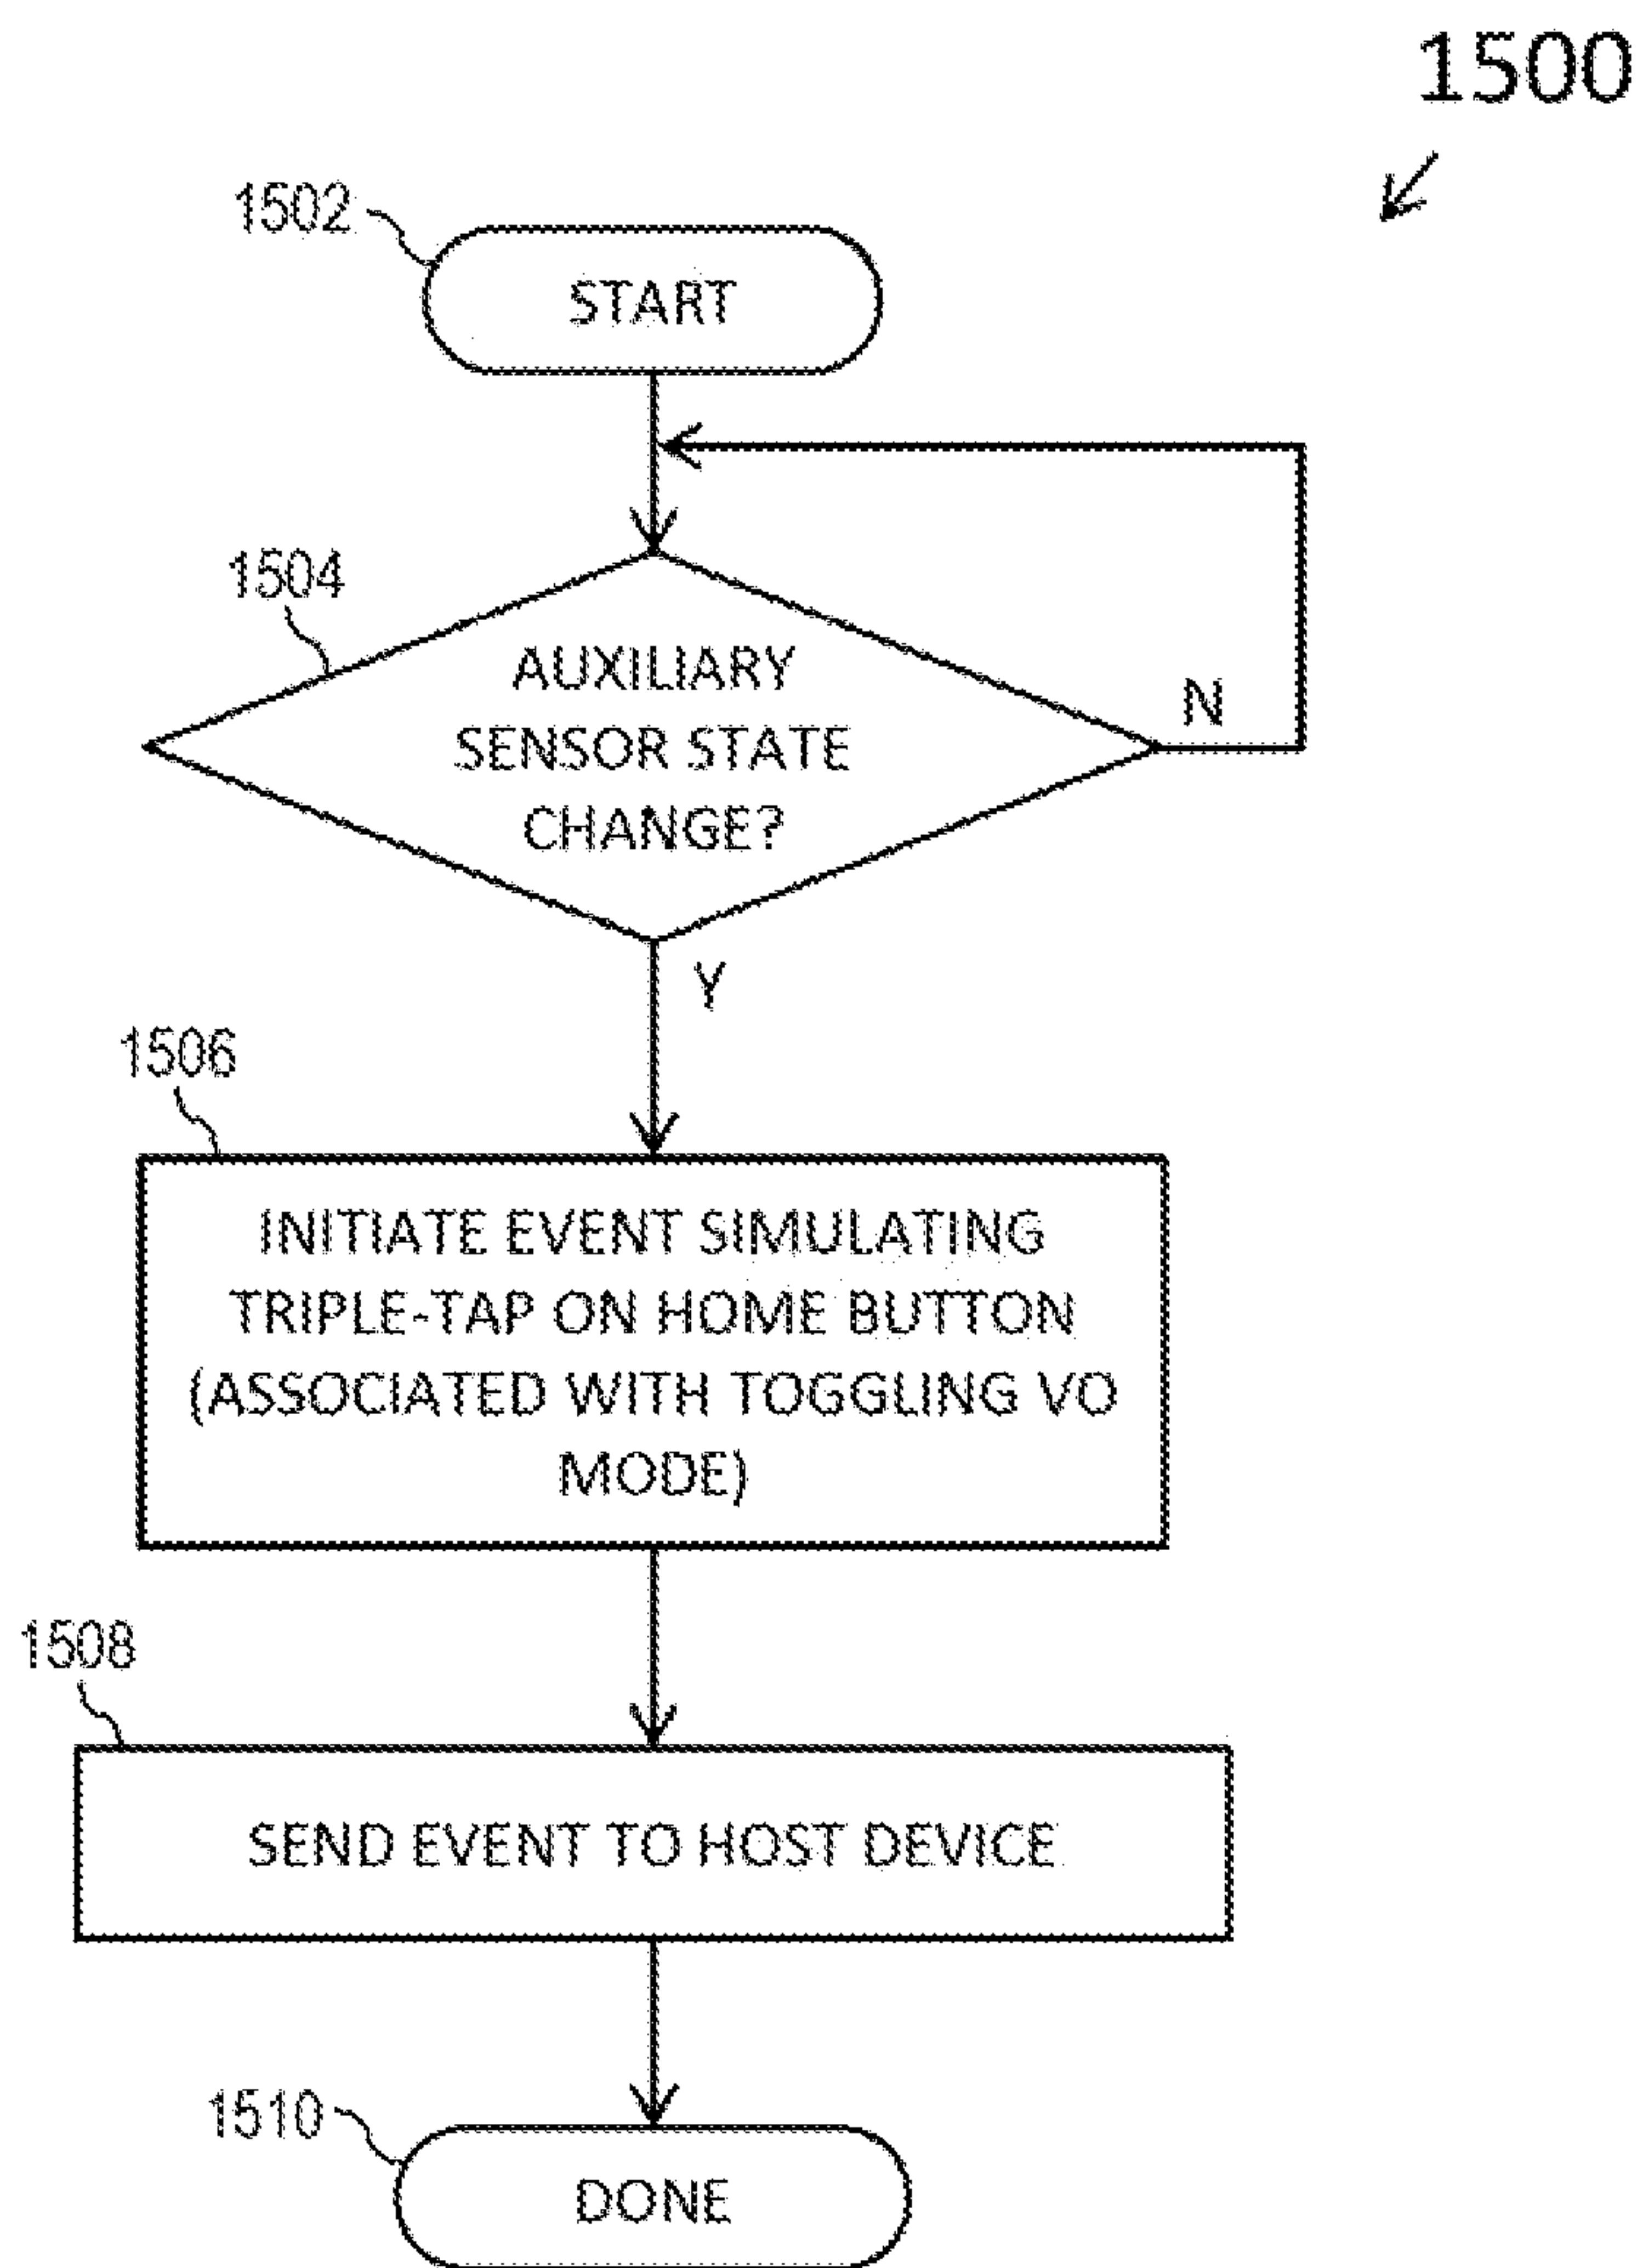 1500
1502
START
1504
AUXILIARY
SENSOR STATE
CHANGE?
N
Y
1506
INITIATE EVENT SIMULATING
TRIPLE-TAP ON HOME BUTTON
(ASSOCIATED WITH TOGGLING VO
MODE)
1508
SEND EVENT TO HOST DEVICE
1510
DONE